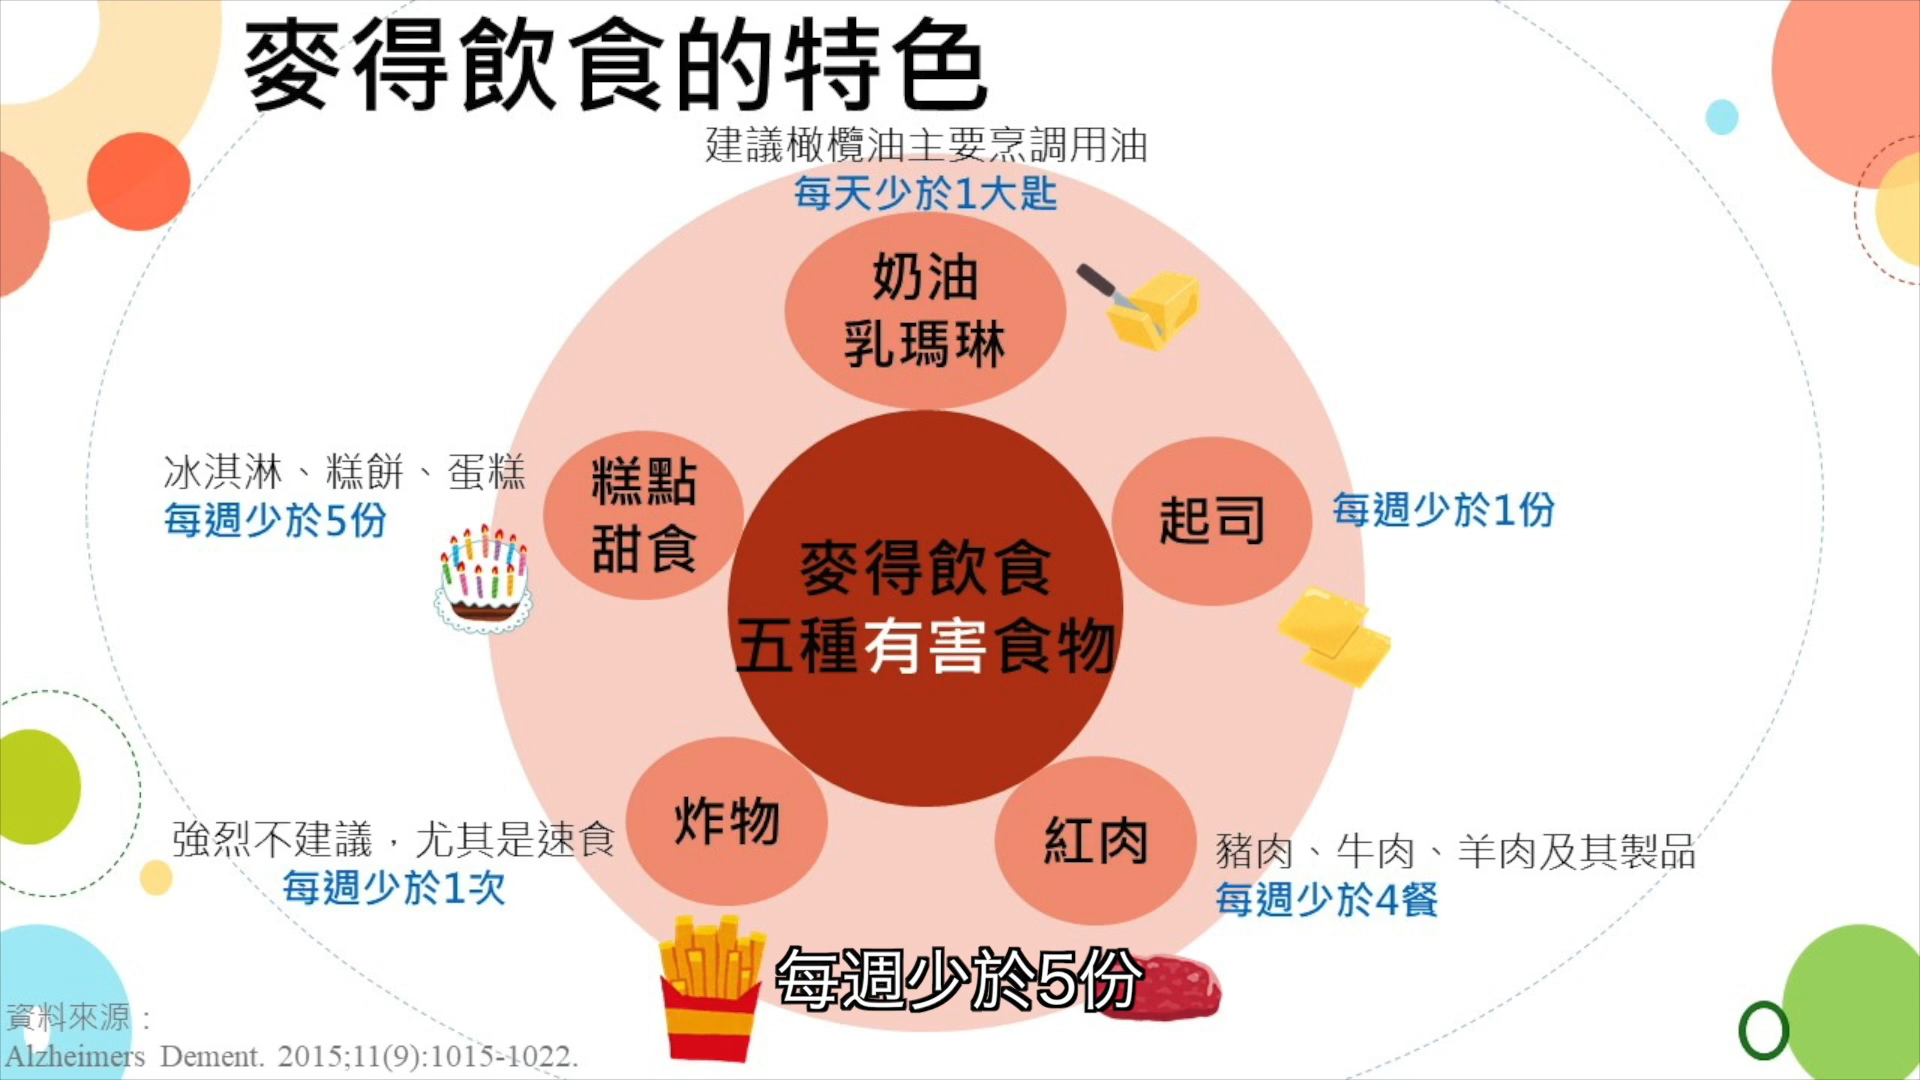 麥得飲食的特色
建議橄欖油主要烹調用油
每天少於1大匙
奶油
乳瑪琳
冰淇淋、糕餅、蛋糕
每週少於5份
糕點
甜食
起司
每週少於1份
麥得飲食
五種有害食物
強烈不建議，尤其是速食
每週少於1次
炸物
紅肉
豬肉、牛肉、羊肉及其製品
每週少於4餐
每週少於5份
資料來源：
Alzheimers Dement. 2015;11(9):1015-1022.